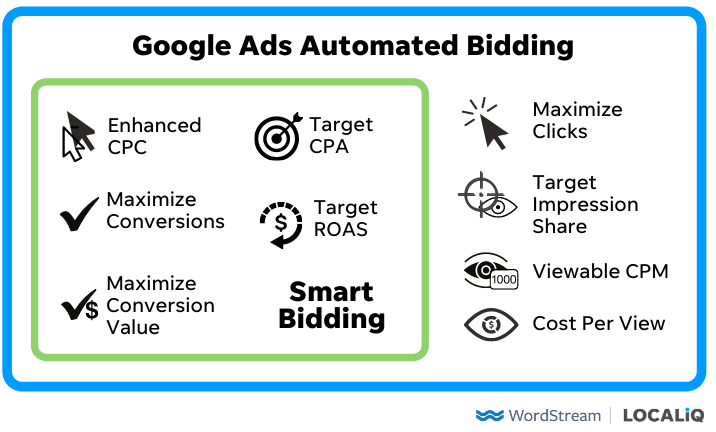 Google Ads Automated Bidding
Enhanced
CPC
Target
CPA
Maximize
Conversions
$
Target
ROAS
$
Maximize
Conversion
Value
Smart
Bidding
Maximize
Clicks
Target
Impression
Share
1000
Viewable CPM
$
Cost Per View
WordStream
LOCALiQ